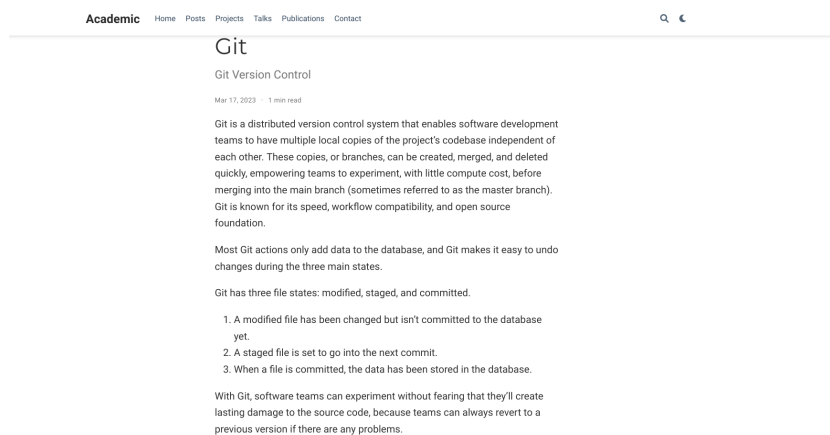 Academic Home Posts Projects Talks Publications Contact
Git
Git Version Control
Mar 17, 2023 · 1 min read
Git is a distributed version control system that enables software development
teams to have multiple local copies of the project's codebase independent of
each other. These copies, or branches, can be created, merged, and deleted
quickly, empowering teams to experiment, with little compute cost, before
merging into the main branch (sometimes referred to as the master branch).
Git is known for its speed, workflow compatibility, and open source
foundation.
Most Git actions only add data to the database, and Git makes it easy to undo
changes during the three main states.
Git has three file states: modified, staged, and committed.
1. A modified file has been changed but isn't committed to the database
yet.
2. A staged file is set to go into the next commit.
3. When a file is committed, the data has been stored in the database.
With Git, software teams can experiment without fearing that they'll create
lasting damage to the source code, because teams can always revert to a
previous version if there are any problems.